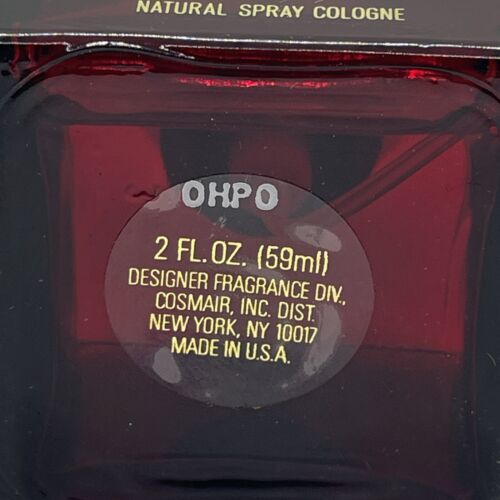 NATURAL SPRAY COLOGNE
OHPO
2 FL. OZ. (59ml)
DESIGNER FRAGRANCE DIV.,
COSMAIR, INC. DIST.
NEW YORK, NY 10017
MADE IN U.S.A.